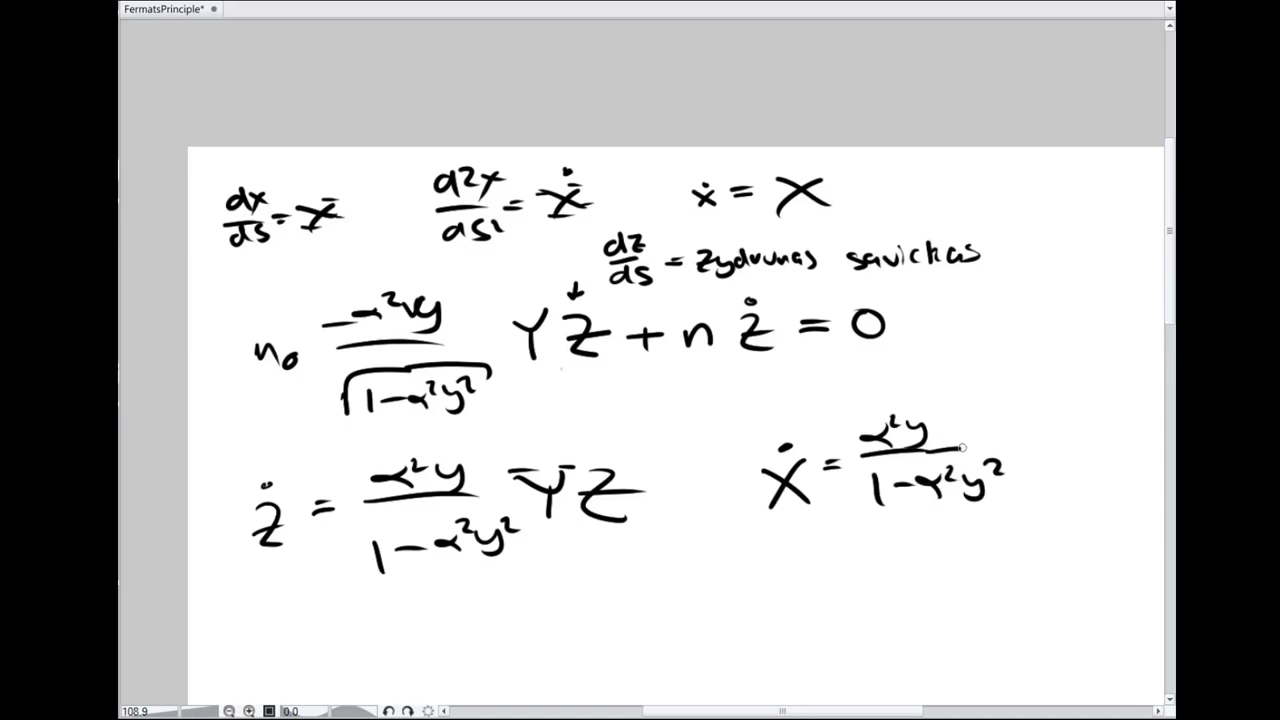 FermatsPrinciple*
dx/ds = X̄ d2x/ds² = Ẋ ẋ = X
dz/ds = Zydrunas savickas
n₀ -α²y/√(1-α²y²) Y Z + n ż = 0
ż = α²y/(1-α²y²) Y Z Ẋ = α²y/(1-α²y²)
108.9 0.0